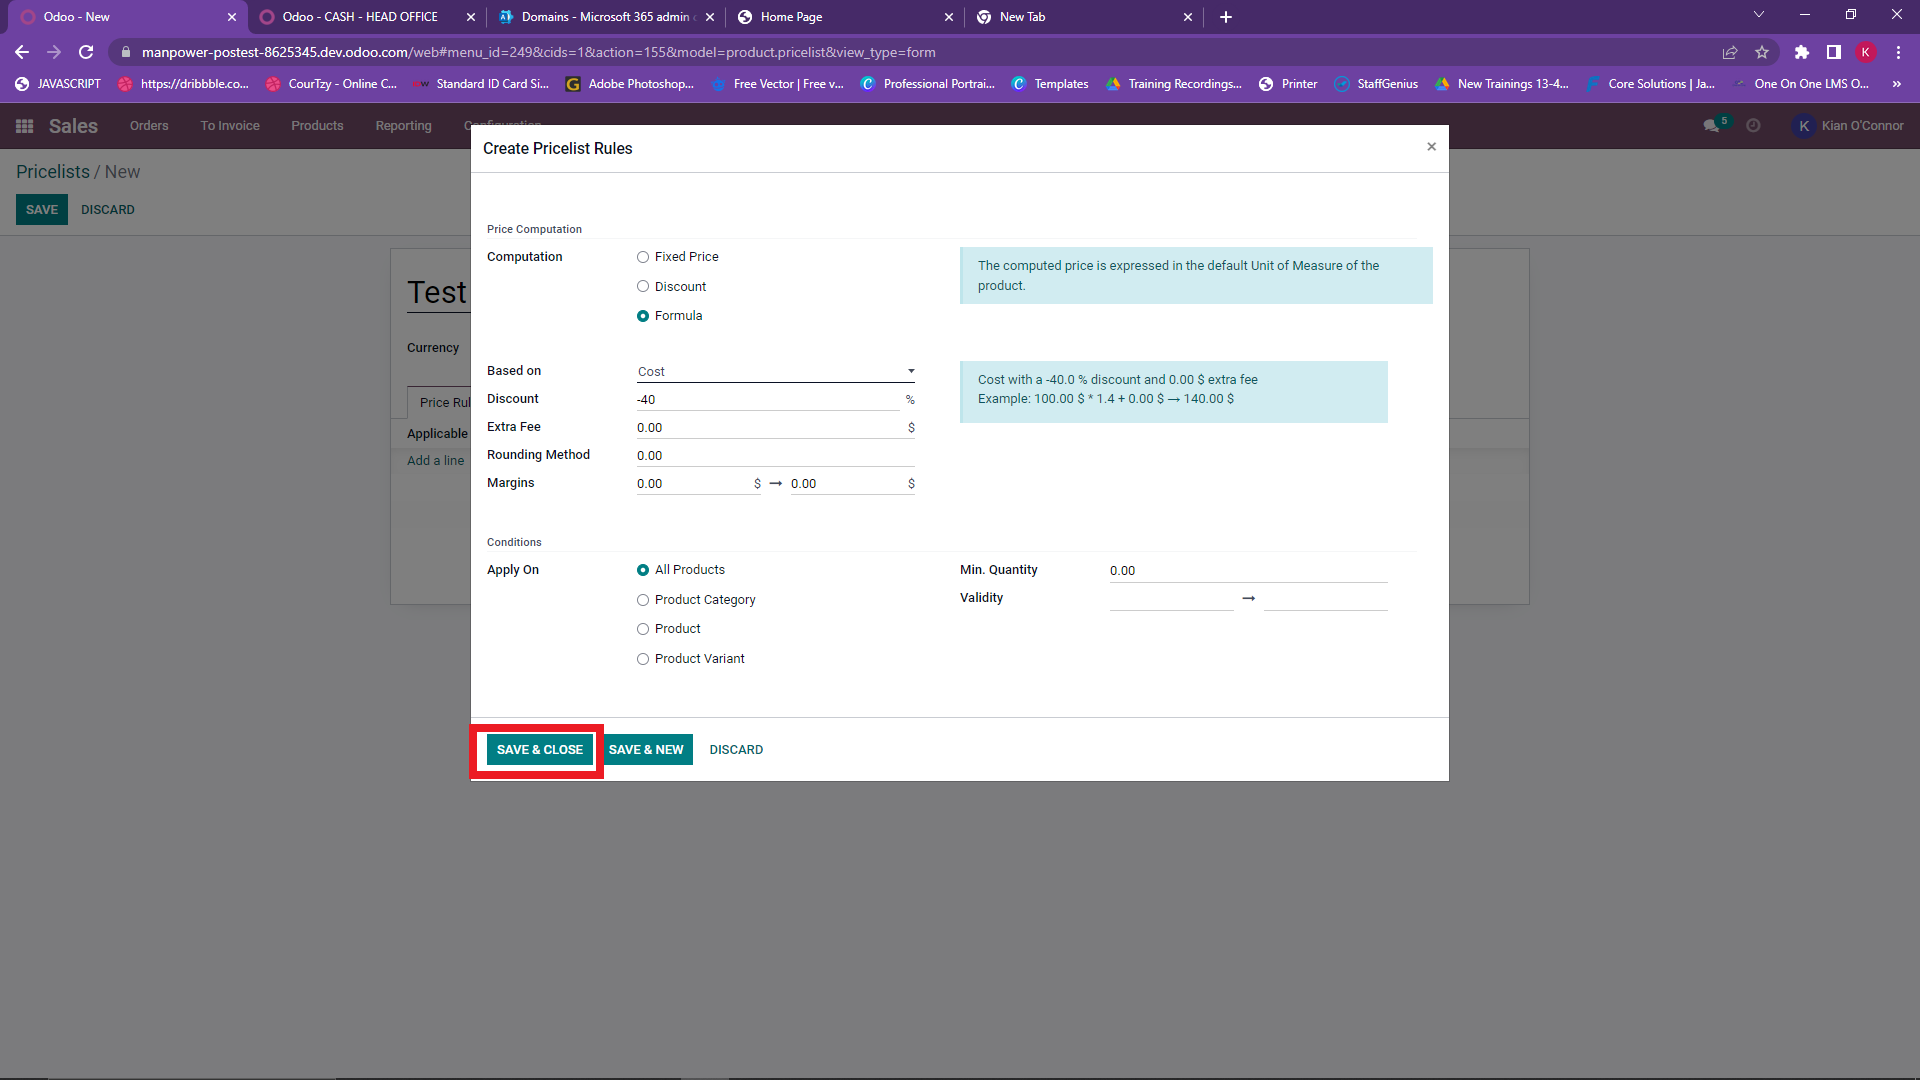 Odoo - New
Odoo - CASH - HEAD OFFICE
Domains - Microsoft 365 admin
Home Page
New Tab
manpower-postest-8625345.dev.odoo.com/web#menu_id=249&cids=1&action=155&model=product.pricelist&view_type=form
K
JAVASCRIPT
https://dribbble.co...
CourTzy - Online C...
Standard ID Card Si...
Adobe Photoshop...
Free Vector | Free v...
Professional Portrai...
Templates
Training Recordings...
Printer
StaffGenius
New Trainings 13-4...
Core Solutions | Ja...
One On One LMS O...
»
Sales
Orders
To Invoice
Products
Reporting
Configuration
5
K
Kian O'Connor
Pricelists / New
SAVE
DISCARD
Test
Currency
Price Rul
Applicable
Add a line
Create Pricelist Rules
×
Price Computation
Computation
Fixed Price
Discount
Formula
The computed price is expressed in the default Unit of Measure of the
product.
Based on
Cost
Discount
-40
%
Extra Fee
0.00
$
Rounding Method
0.00
Margins
0.00 $ → 0.00 $
Cost with a -40.0 % discount and 0.00 $ extra fee
Example: 100.00 $ * 1.4 + 0.00 $ → 140.00 $
Conditions
Apply On
All Products
Product Category
Product
Product Variant
Min. Quantity
0.00
Validity
→
SAVE & CLOSE
SAVE & NEW
DISCARD